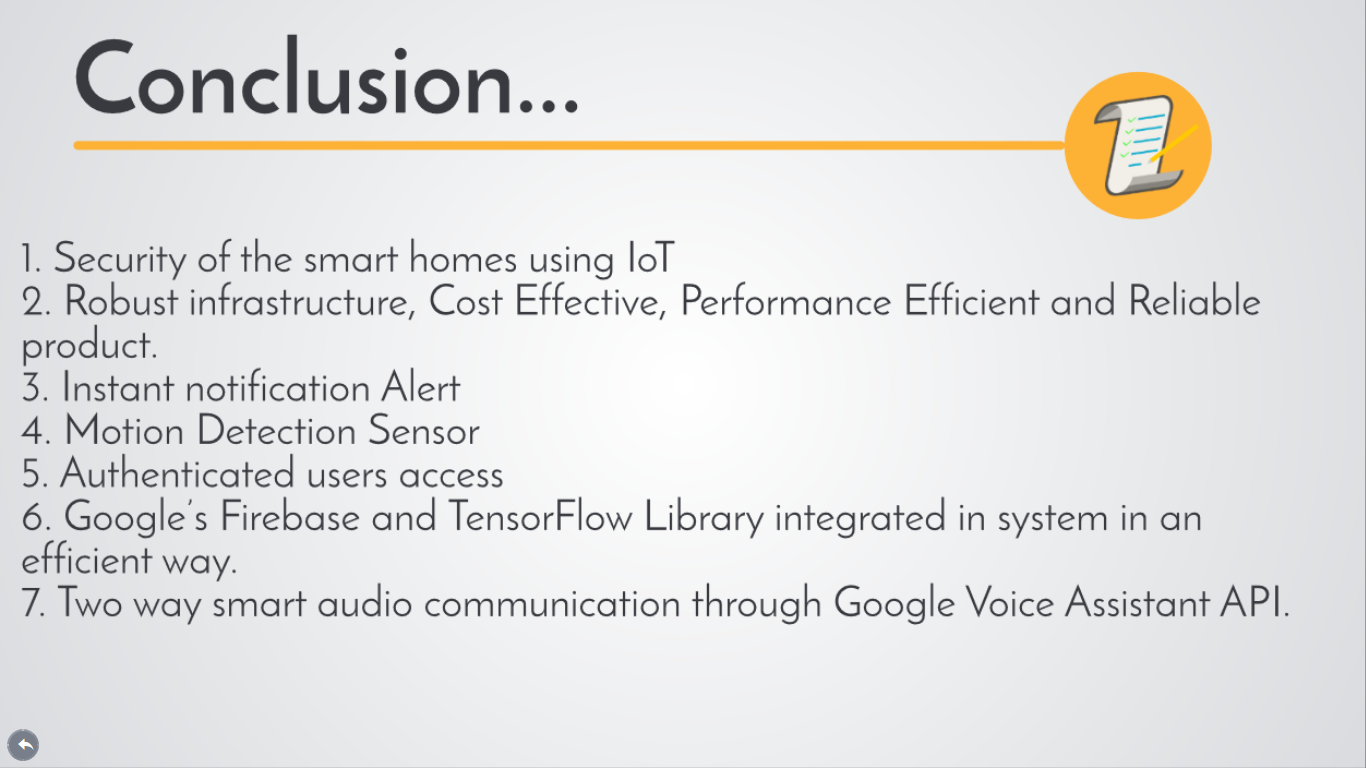 Conclusion...
1. Security of the smart homes using IoT
2. Robust infrastructure, Cost Effective, Performance Efficient and Reliable
product.
3. Instant notification Alert
4. Motion Detection Sensor
5. Authenticated users access
6. Google's Firebase and TensorFlow Library integrated in system in an
efficient way.
7. Two way smart audio communication through Google Voice Assistant API.